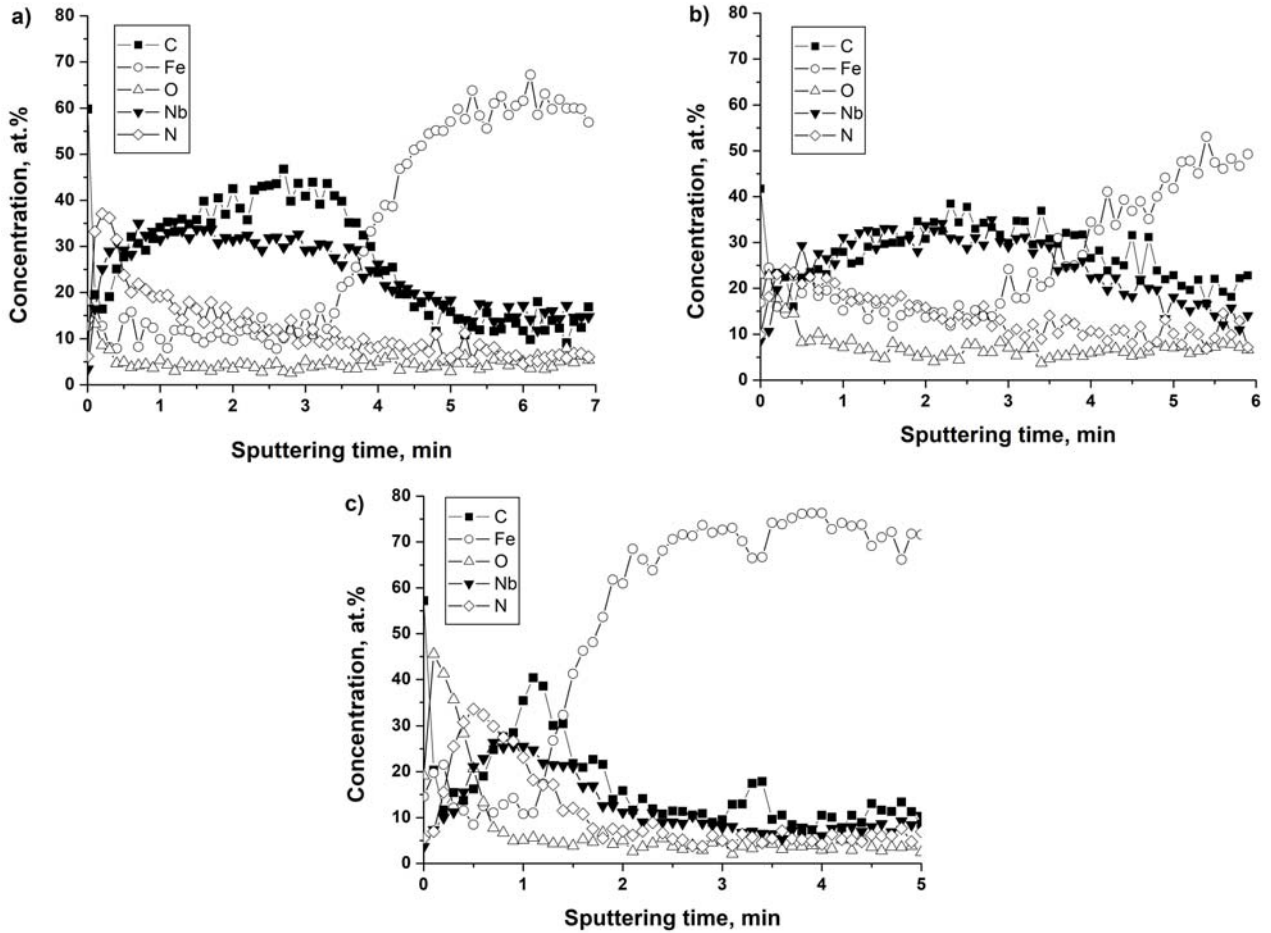 a)
80
70
60
50
40
30
20
10
0
C
Fe
O
Nb
N
Concentration, at.%
0 1 2 3 4 5 6 7
Sputtering time, min
b)
80
70
60
50
40
30
20
10
0
C
Fe
O
Nb
N
Concentration, at.%
0 1 2 3 4 5 6
Sputtering time, min
c)
80
70
60
50
40
30
20
10
0
C
Fe
O
Nb
N
Concentration, at.%
0 1 2 3 4 5
Sputtering time, min